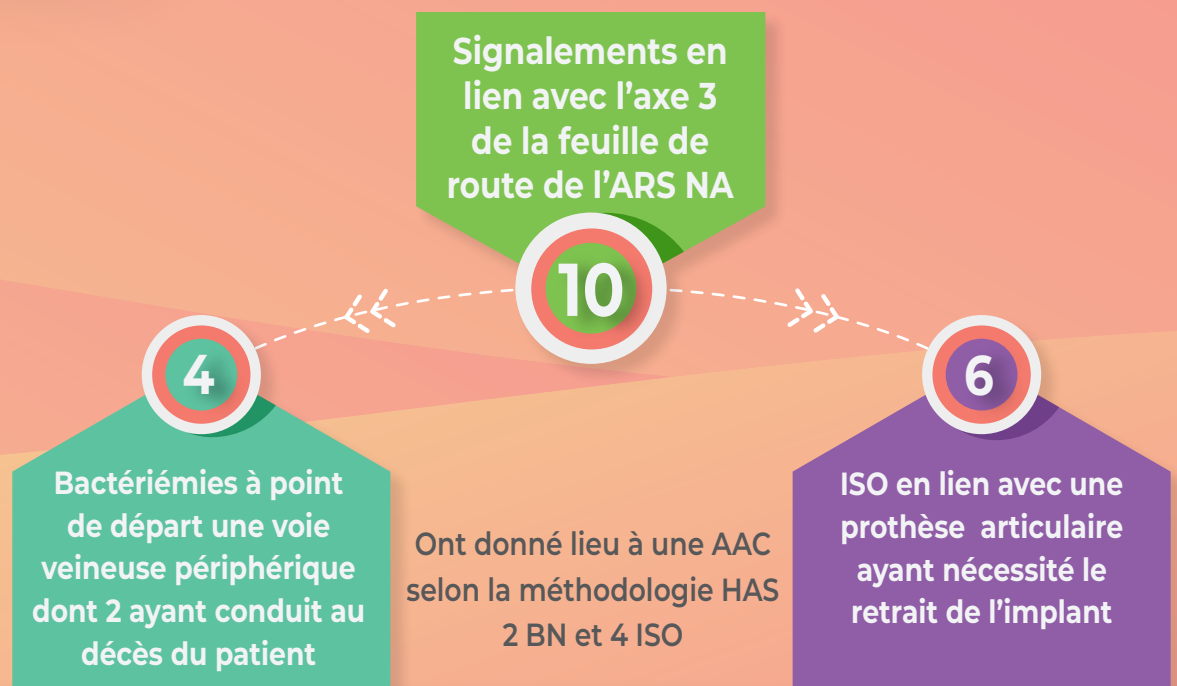 Signalements en
lien avec l’axe 3
de la feuille de
route de l’ARS NA
10
4
Bactériémies à point
de départ une voie
veineuse périphérique
dont 2 ayant conduit au
décès du patient
Ont donné lieu à une AAC
selon la méthodologie HAS
2 BN et 4 ISO
6
ISO en lien avec une
prothèse articulaire
ayant nécessité le
retrait de l’implant